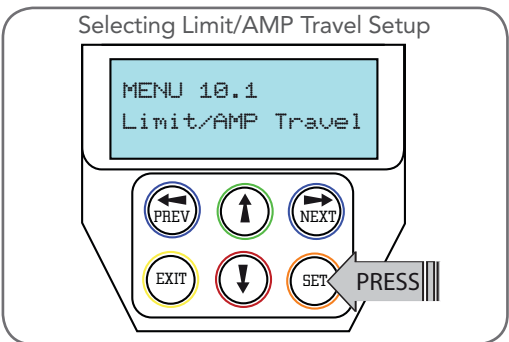 Selecting Limit/AMP Travel Setup
MENU 10.1
Limit/AMP Travel
PREV
NEXT
EXIT
SET
PRESS